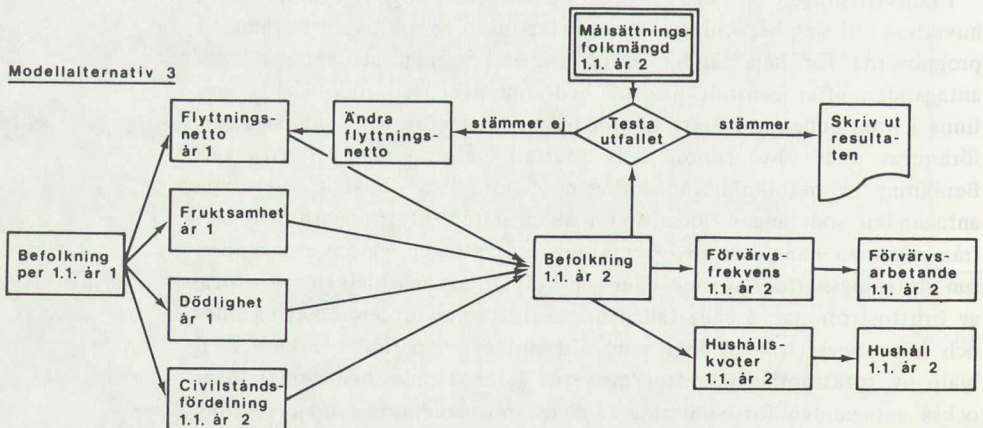 Modellalternativ 3
Målsättnings-
folkmängd
1.1. år 2
Flyttnings-
netto
år 1
Ändra
flyttnings-
netto
stämmer ej
Testa
utfallet
stämmer
Skriv ut
resulta-
ten
Fruktsamhet
år 1
Befolkning
per 1.1. år 1
Befolkning
1.1. år 2
Förvärvs-
frekvens
1.1. år 2
Förvärvs-
arbetande
1.1. år 2
Dödlighet
år 1
Hushålls-
kvoter
1.1. år 2
Hushåll
1.1. år 2
Civilstånds-
fördelning
1.1. år 2